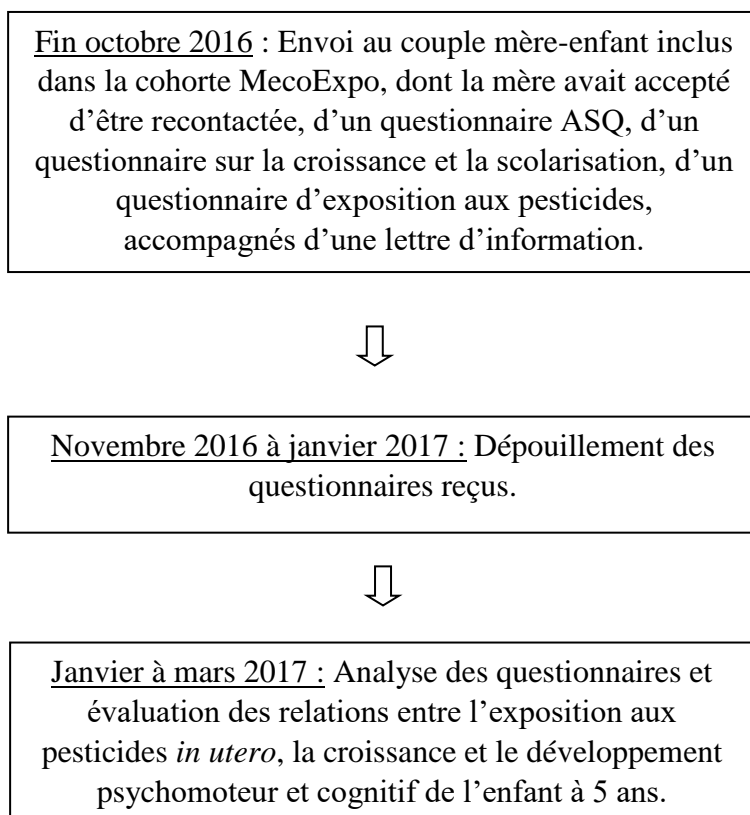 Fin octobre 2016 : Envoi au couple mère-enfant inclus
dans la cohorte MecoExpo, dont la mère avait accepté
d’être recontactée, d’un questionnaire ASQ, d’un
questionnaire sur la croissance et la scolarisation, d’un
questionnaire d’exposition aux pesticides,
accompagnés d’une lettre d’information.
Novembre 2016 à janvier 2017 : Dépouillement des
questionnaires reçus.
Janvier à mars 2017 : Analyse des questionnaires et
évaluation des relations entre l’exposition aux
pesticides in utero, la croissance et le développement
psychomoteur et cognitif de l’enfant à 5 ans.